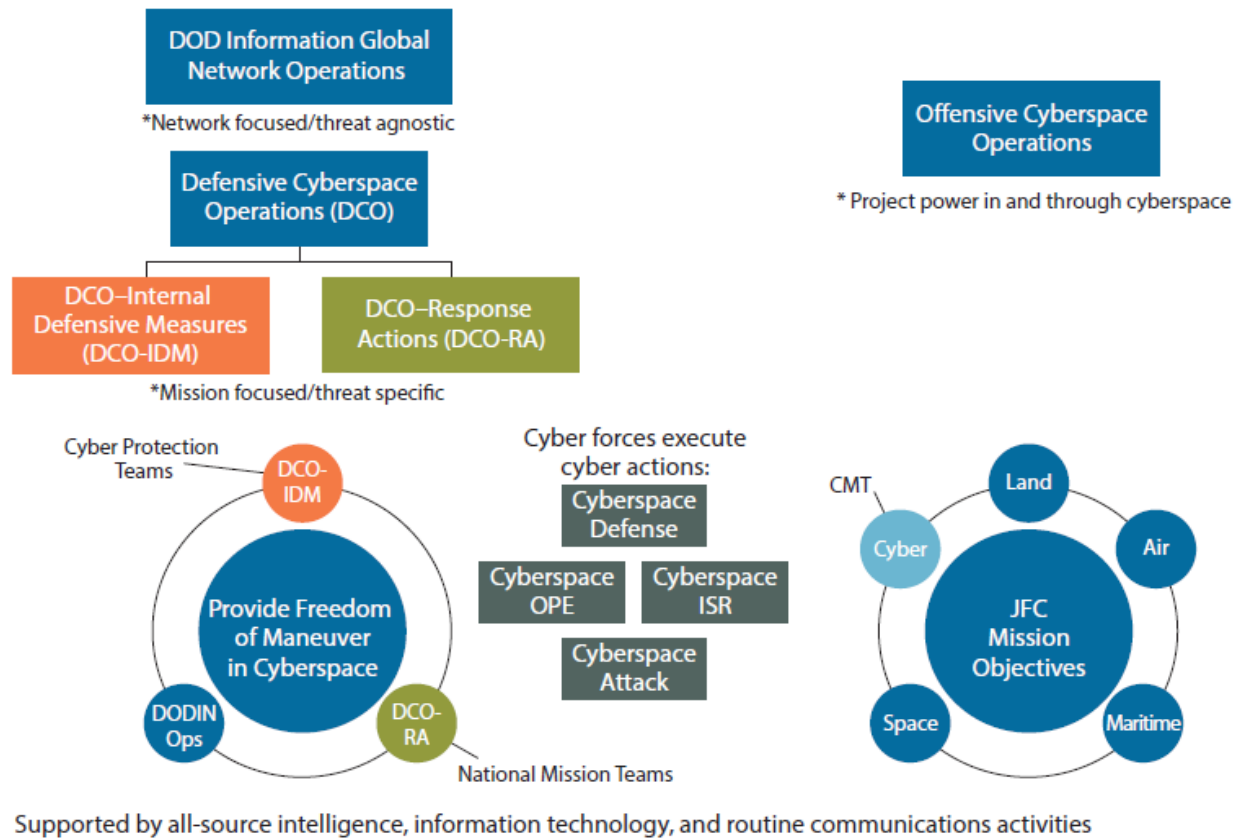 DOD Information Global
Network Operations
*Network focused/threat agnostic
Offensive Cyberspace
Operations
* Project power in and through cyberspace
Defensive Cyberspace
Operations (DCO)
DCO–Internal
Defensive Measures
(DCO-IDM)
DCO–Response
Actions (DCO-RA)
*Mission focused/threat specific
Cyber Protection
Teams
DCO-
IDM
Provide Freedom
of Maneuver
in Cyberspace
DODIN
Ops
DCO-
RA
National Mission Teams
Cyber forces execute
cyber actions:
Cyberspace
Defense
Cyberspace
OPE
Cyberspace
ISR
Cyberspace
Attack
CMT
Cyber
Land
Air
JFC
Mission
Objectives
Space
Maritime
Supported by all-source intelligence, information technology, and routine communications activities